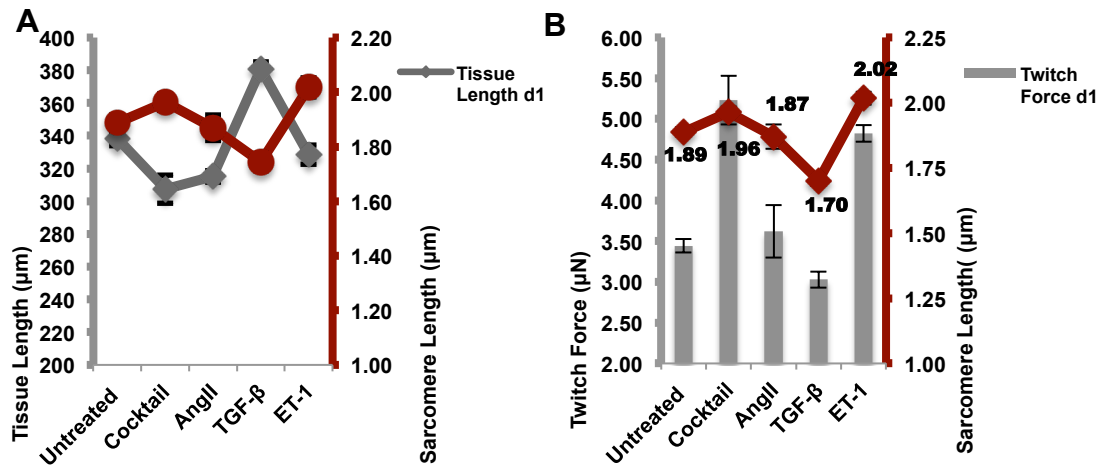 A
400
380
360
340
320
300
280
260
240
220
200
Tissue Length (μm)
2.20
2.00
1.80
1.60
1.40
1.20
1.00
Sarcomere Length (μm)
Tissue
Length d1
Untreated
Cocktail
AngII
TGF-β
ET-1
B
6.00
5.50
5.00
4.50
4.00
3.50
3.00
2.50
2.00
Twitch Force (μN)
2.25
2.00
1.75
1.50
1.25
1.00
Sarcomere Length( (μm)
1.89
1.96
1.87
1.70
2.02
Twitch
Force d1
Untreated
Cocktail
AngII
TGF-β
ET-1